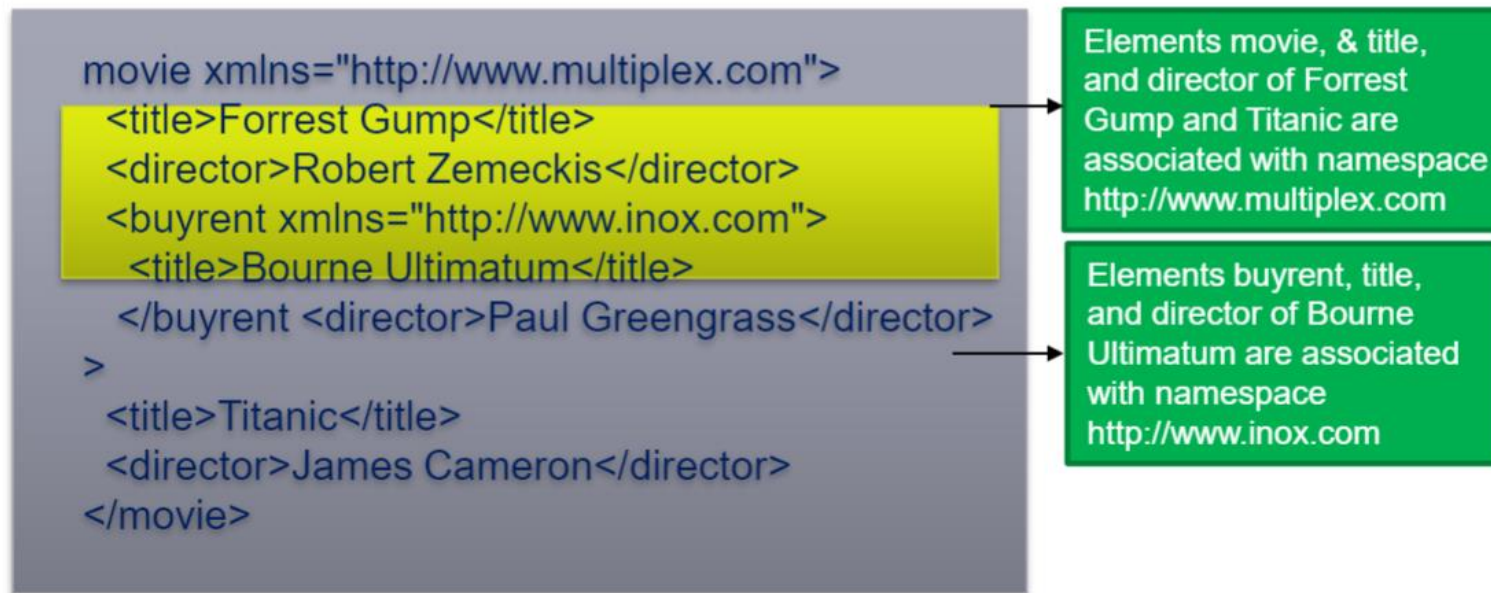 movie xmlns="http://www.multiplex.com">
<title>Forrest Gump</title>
<director>Robert Zemeckis</director>
<buyrent xmlns="http://www.inox.com">
<title>Bourne Ultimatum</title>
</buyrent <director>Paul Greengrass</director>
>
<title>Titanic</title>
<director>James Cameron</director>
</movie>
Elements movie, & title,
and director of Forrest
Gump and Titanic are
associated with namespace
http://www.multiplex.com
Elements buyrent, title,
and director of Bourne
Ultimatum are associated
with namespace
http://www.inox.com